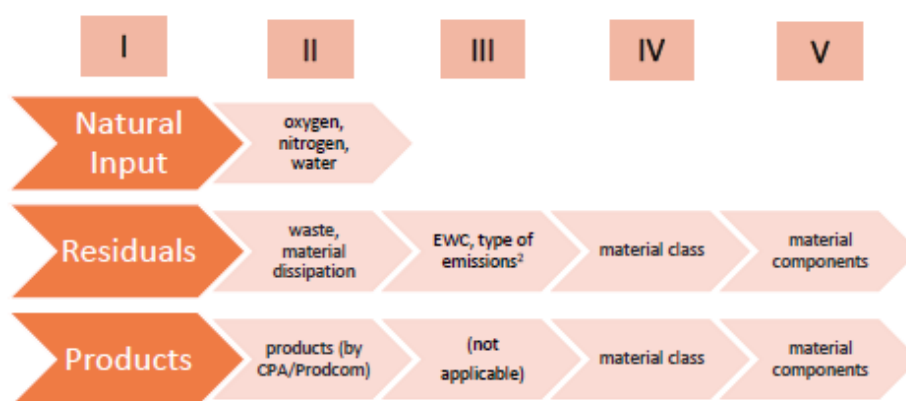 I
II
III
IV
V
Natural
Input
oxygen,
nitrogen,
water
Residuals
waste,
material
dissipation
EWC, type of
emissions²
material class
material
components
Products
products (by
CPA/Prodcom)
(not
applicable)
material class
material
components